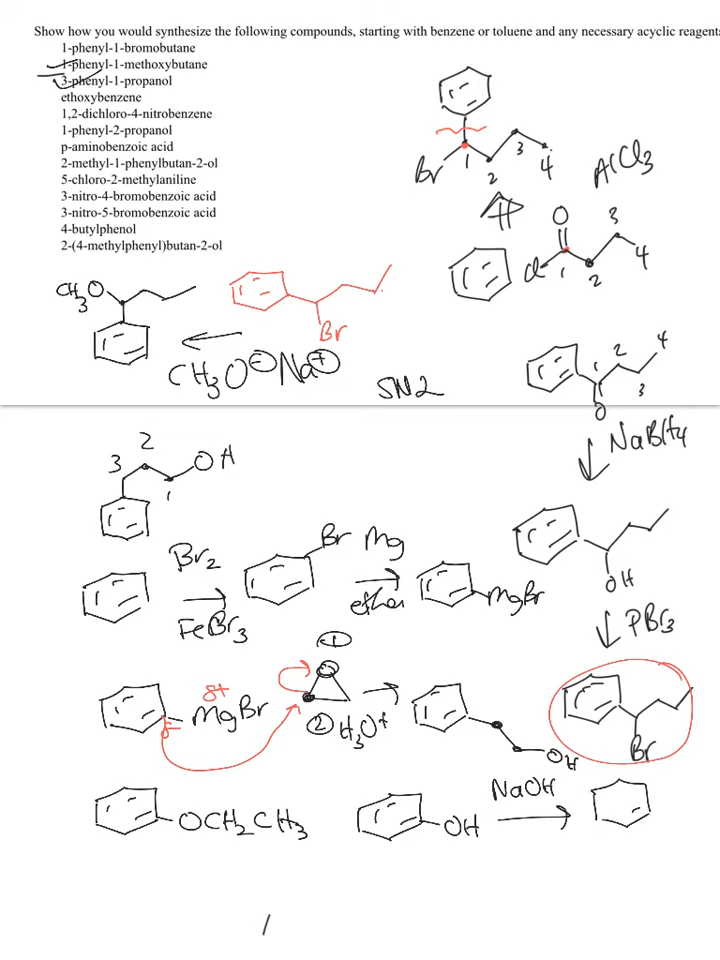 Show how you would synthesize the following compounds, starting with benzene or toluene and any necessary acyclic reagents
1-phenyl-1-bromobutane
1-phenyl-1-methoxybutane
3-phenyl-1-propanol
ethoxybenzene
1,2-dichloro-4-nitrobenzene
1-phenyl-2-propanol
p-aminobenzoic acid
2-methyl-1-phenylbutan-2-ol
5-chloro-2-methylaniline
3-nitro-4-bromobenzoic acid
3-nitro-5-bromobenzoic acid
4-butylphenol
2-(4-methylphenyl)butan-2-ol
Br 1 2 3 4
AlCl3
O
Cl 1 2 3 4
CH3O
Br
CH3O⊖Na⊕
SN2
1 2 3 4
O
NaBH4
3 2 1 OH
OH
Br2
FeBr3
Br
Mg
ether
MgBr
PBr3
δ+
δ-
MgBr
①
O
② H3O+
OH
Br
OCH2CH3
OH
NaOH